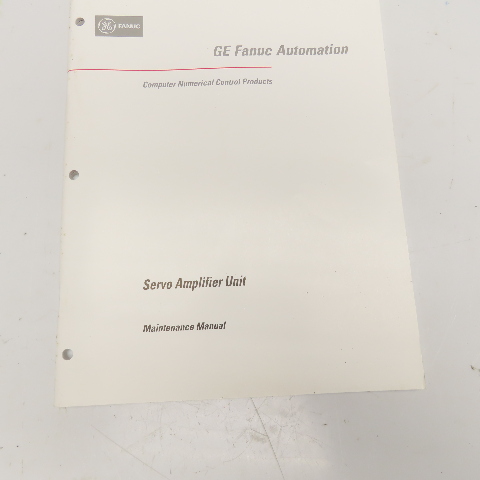 GE FANUC
GE Fanuc Automation
Computer Numerical Control Products
Servo Amplifier Unit
Maintenance Manual